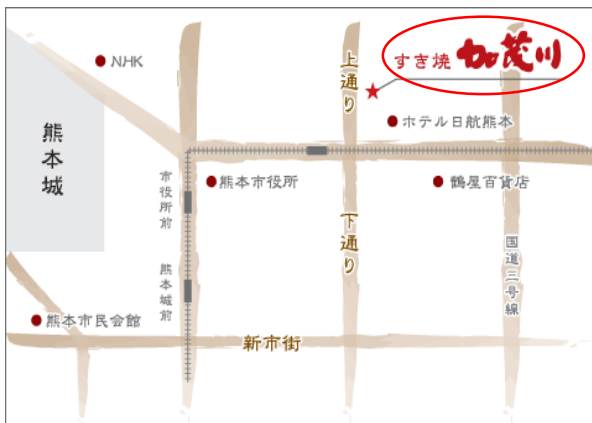 NHK
上通り
すき焼 加茂川
熊本城
ホテル日航熊本
市役所前
熊本市役所
鶴屋百貨店
下通り
国道三号線
熊本城前
熊本市民会館
新市街